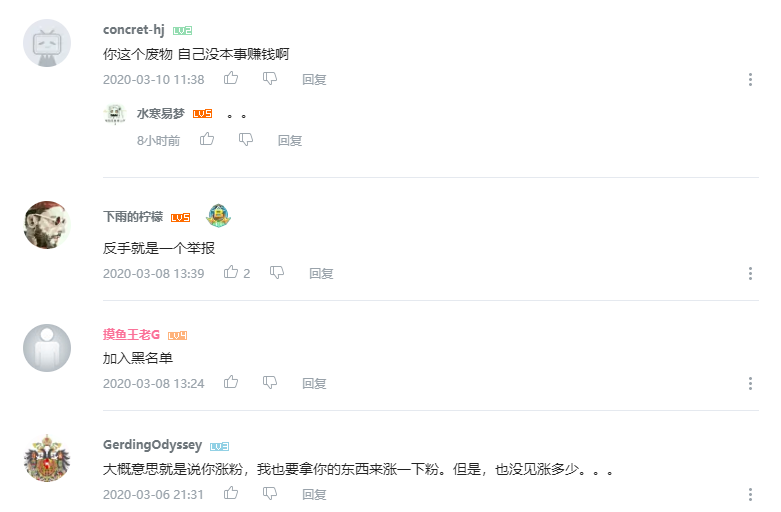 concret-hj LV2
你这个废物 自己没本事赚钱啊
2020-03-10 11:38 回复
水寒易梦 LV5 。。
8小时前 回复
下雨的柠檬 LV5
反手就是一个举报
2020-03-08 13:39 2 回复
摸鱼王老G LV4
加入黑名单
2020-03-08 13:24 回复
GerdingOdyssey LV3
大概意思就是说你涨粉，我也要拿你的东西来涨一下粉。但是，也没见涨多少。。。
2020-03-06 21:31 回复